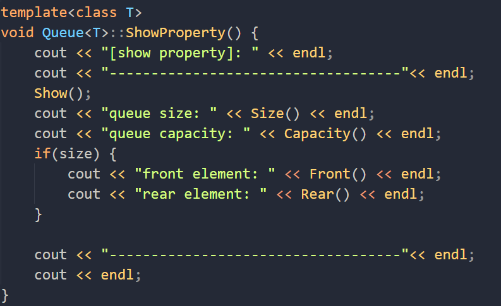 template<class T>
void Queue<T>::ShowProperty() {
    cout << "[show property]: " << endl;
    cout << "-----------------------------------"<< endl;
    Show();
    cout << "queue size: " << Size() << endl;
    cout << "queue capacity: " << Capacity() << endl;
    if(size) {
        cout << "front element: " << Front() << endl;
        cout << "rear element: " << Rear() << endl;
    }

    cout << "-----------------------------------"<< endl;
    cout << endl;
}